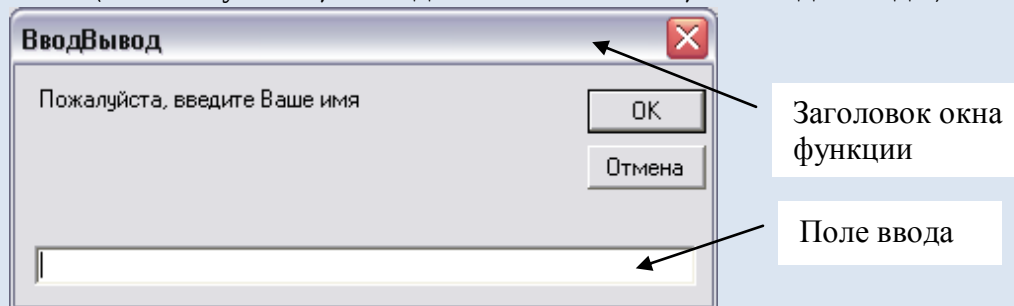 ВводВывод
Пожалуйста, введите Ваше имя
OK
Отмена
Заголовок окна
функции
Поле ввода